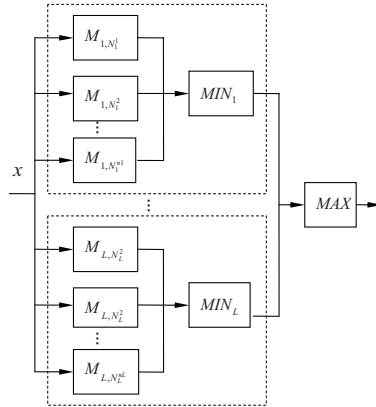 M_{1,N_1^1}
M_{1,N_1^2}
MIN_1
⋮
M_{1,N_1^{n1}}
x
⋮
MAX
M_{L,N_L^2}
M_{L,N_L^2}
MIN_L
⋮
M_{L,N_L^{nL}}